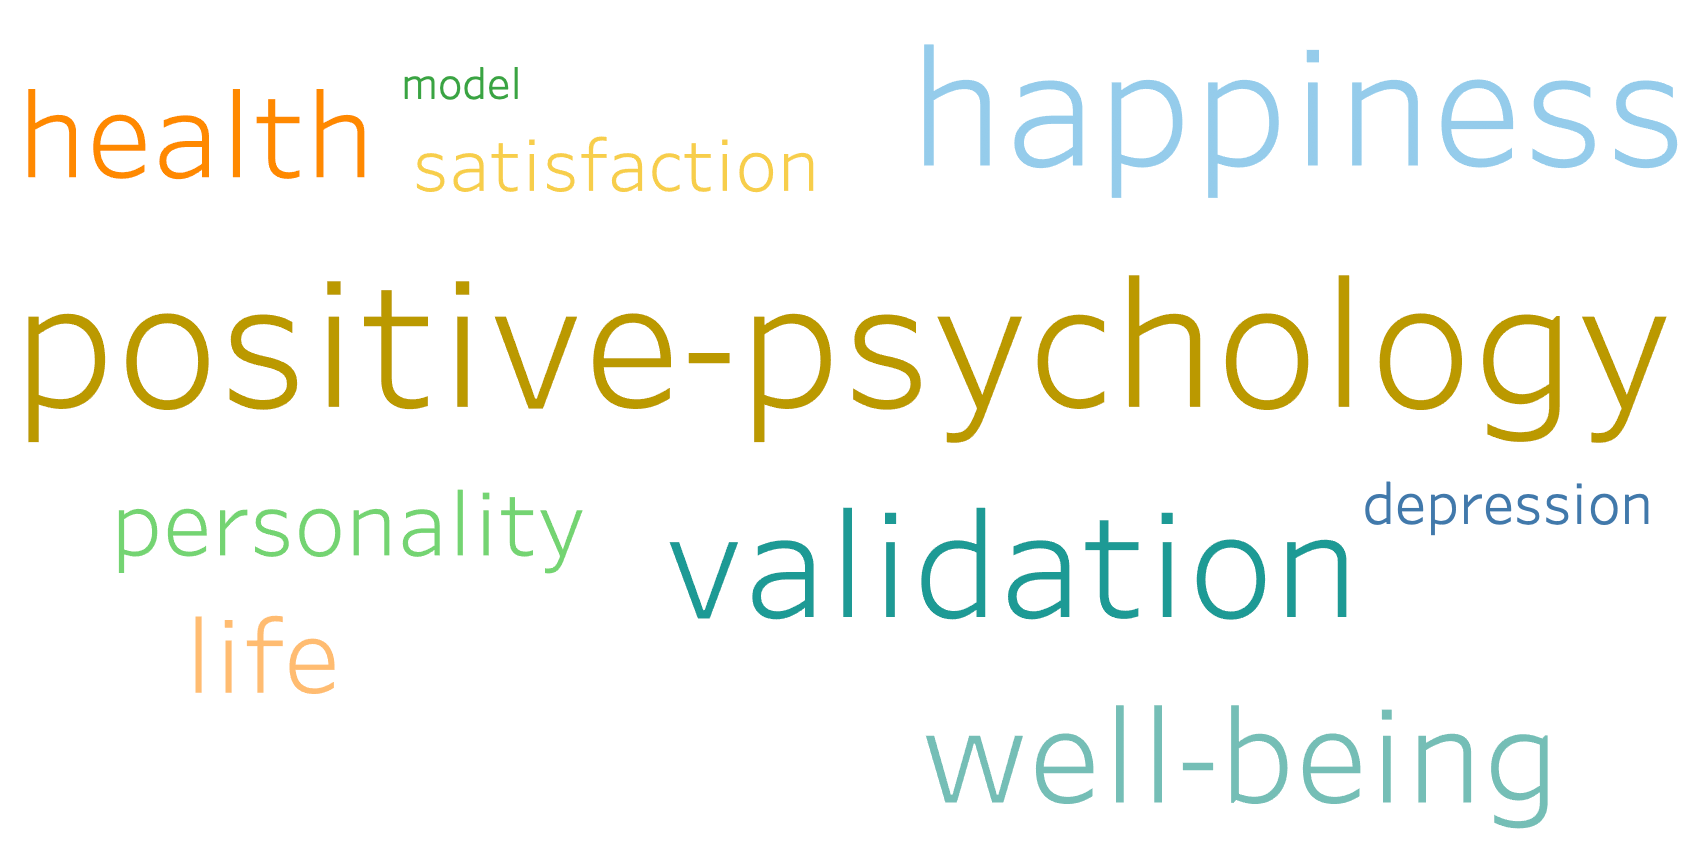 health model happiness
satisfaction
positive-psychology
personality validation depression
life
well-being